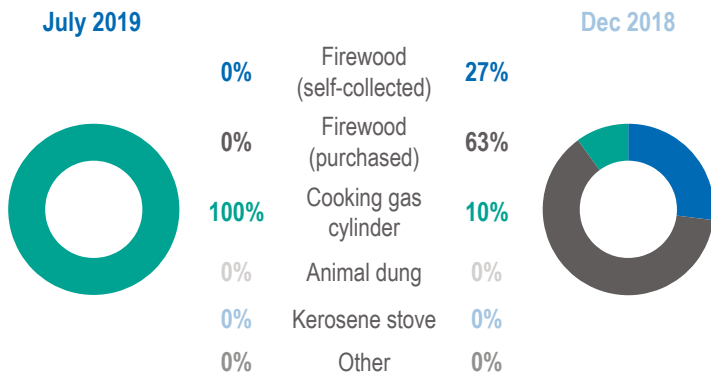 July 2019
Dec 2018
0%
Firewood
(self-collected)
27%
0%
Firewood
(purchased)
63%
100%
Cooking gas
cylinder
10%
0%
Animal dung
0%
0%
Kerosene stove
0%
0%
Other
0%